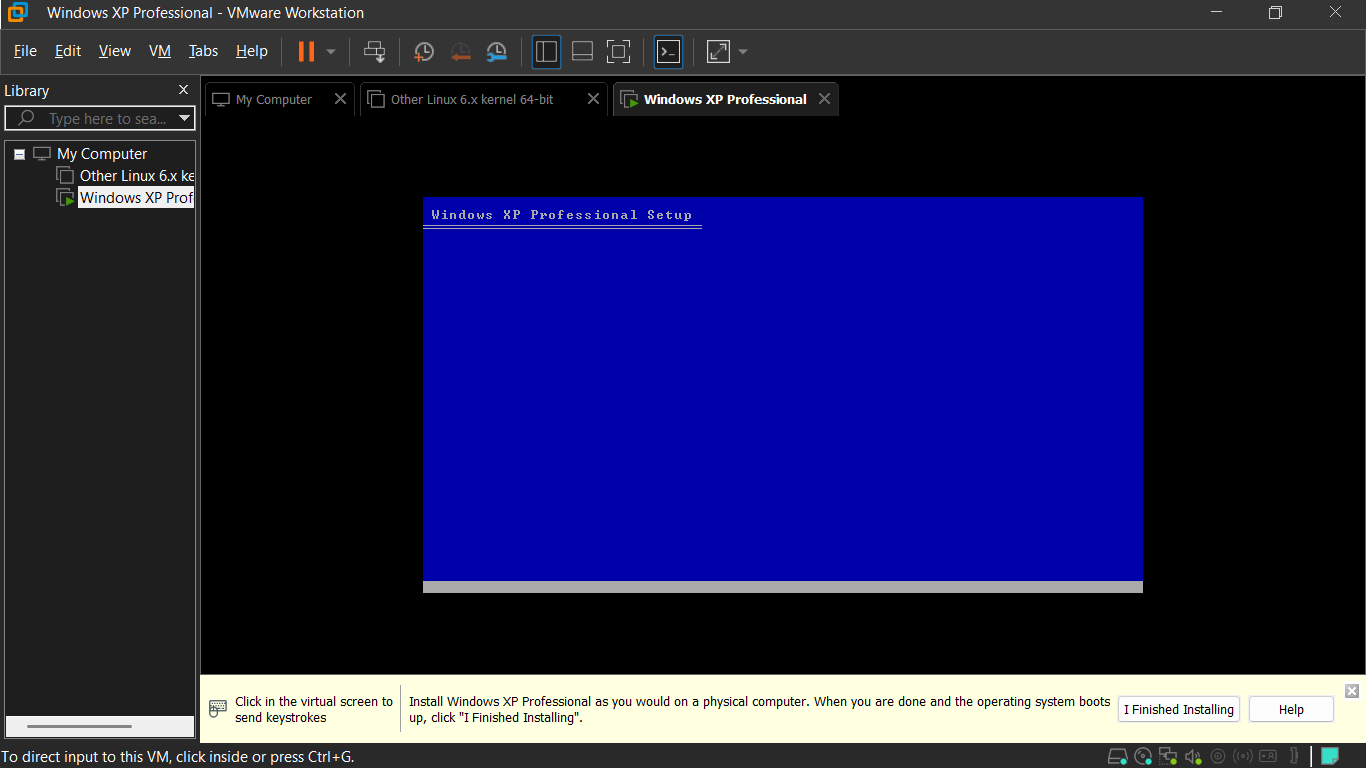 Windows XP Professional - VMware Workstation
File Edit View VM Tabs Help
Library
Type here to sea...
My Computer
Other Linux 6.x ke
Windows XP Prof
My Computer
Other Linux 6.x kernel 64-bit
Windows XP Professional
Windows XP Professional Setup
Click in the virtual screen to
send keystrokes
Install Windows XP Professional as you would on a physical computer. When you are done and the operating system boots
up, click "I Finished Installing".
I Finished Installing
Help
To direct input to this VM, click inside or press Ctrl+G.